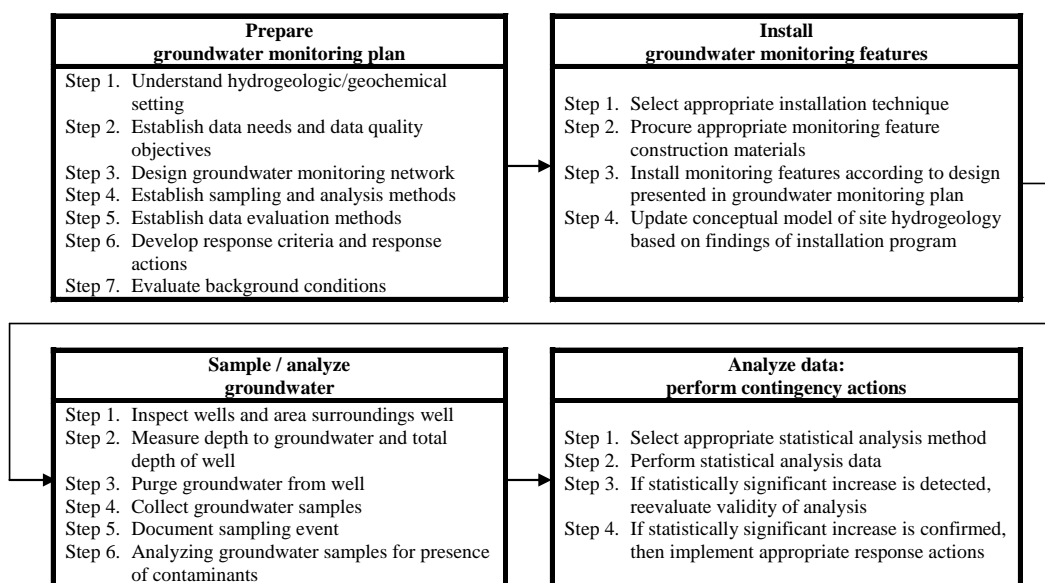 Prepare
groundwater monitoring plan
Step 1. Understand hydrogeologic/geochemical
setting
Step 2. Establish data needs and data quality
objectives
Step 3. Design groundwater monitoring network
Step 4. Establish sampling and analysis methods
Step 5. Establish data evaluation methods
Step 6. Develop response criteria and response
actions
Step 7. Evaluate background conditions
Install
groundwater monitoring features
Step 1. Select appropriate installation technique
Step 2. Procure appropriate monitoring feature
construction materials
Step 3. Install monitoring features according to design
presented in groundwater monitoring plan
Step 4. Update conceptual model of site hydrogeology
based on findings of installation program
Sample / analyze
groundwater
Step 1. Inspect wells and area surroundings well
Step 2. Measure depth to groundwater and total
depth of well
Step 3. Purge groundwater from well
Step 4. Collect groundwater samples
Step 5. Document sampling event
Step 6. Analyzing groundwater samples for presence
of contaminants
Analyze data:
perform contingency actions
Step 1. Select appropriate statistical analysis method
Step 2. Perform statistical analysis data
Step 3. If statistically significant increase is detected,
reevaluate validity of analysis
Step 4. If statistically significant increase is confirmed,
then implement appropriate response actions